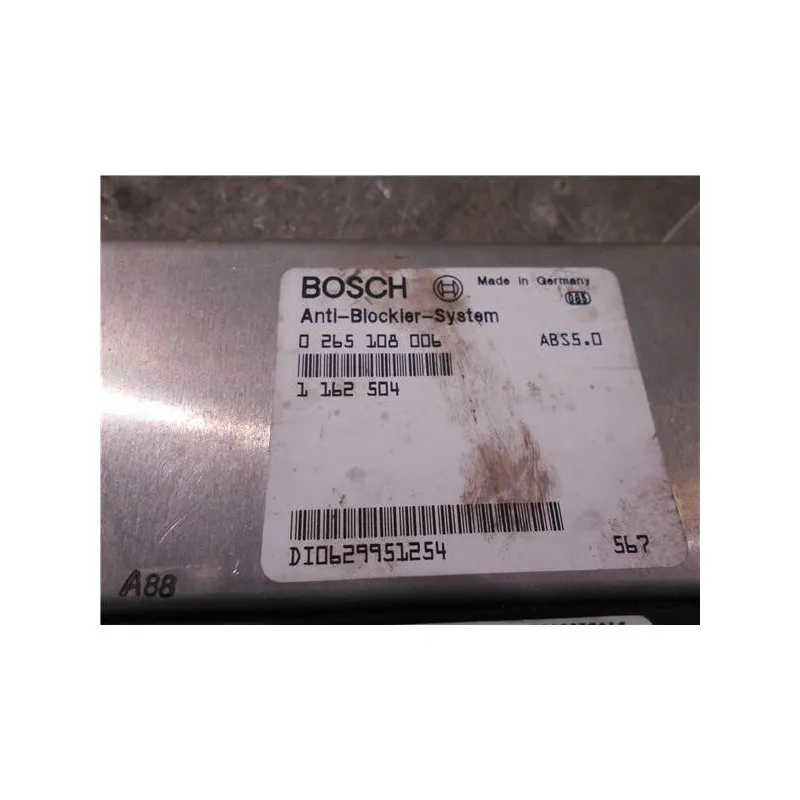 BOSCH Made in Germany
Anti-Blockier-System
0 265 108 006 ABS5.0
1 162 504
DI0629951254 567
A88